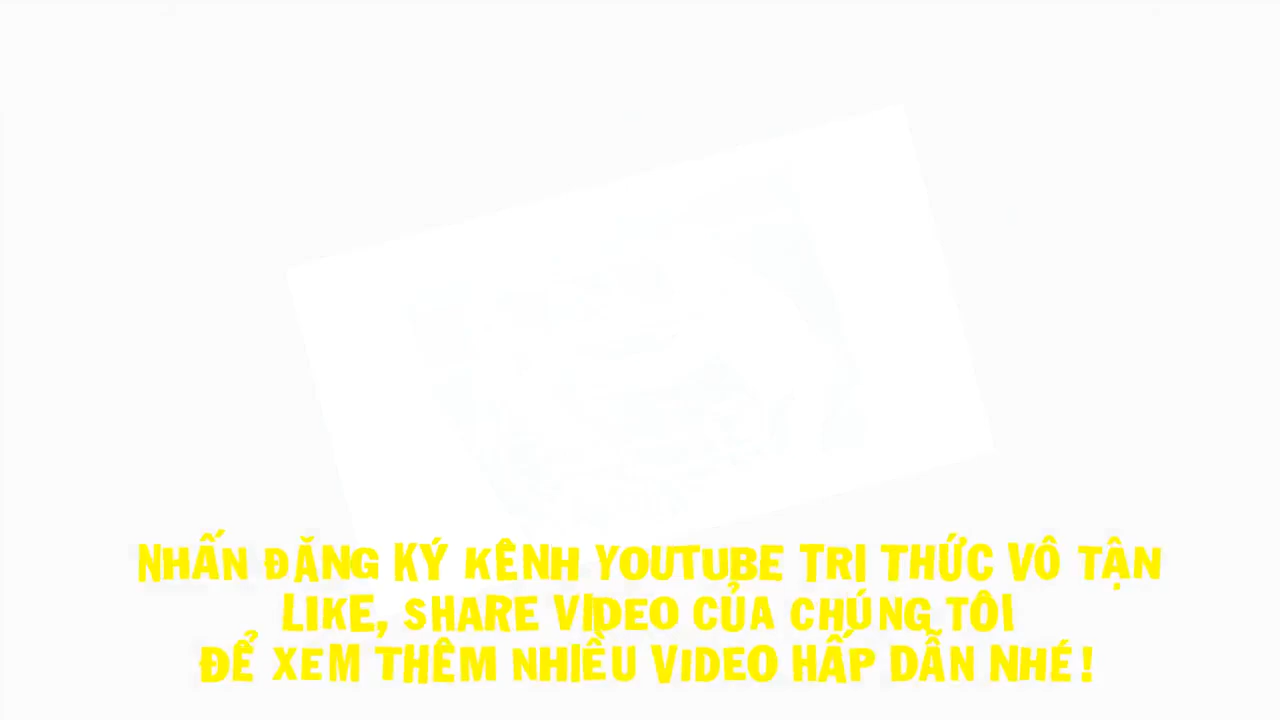 NHẤN ĐĂNG KÝ KÊNH YOUTUBE TRI THỨC VÔ TẬN
LIKE, SHARE VIDEO CỦA CHÚNG TÔI
ĐỂ XEM THÊM NHIỀU VIDEO HẤP DẪN NHÉ!